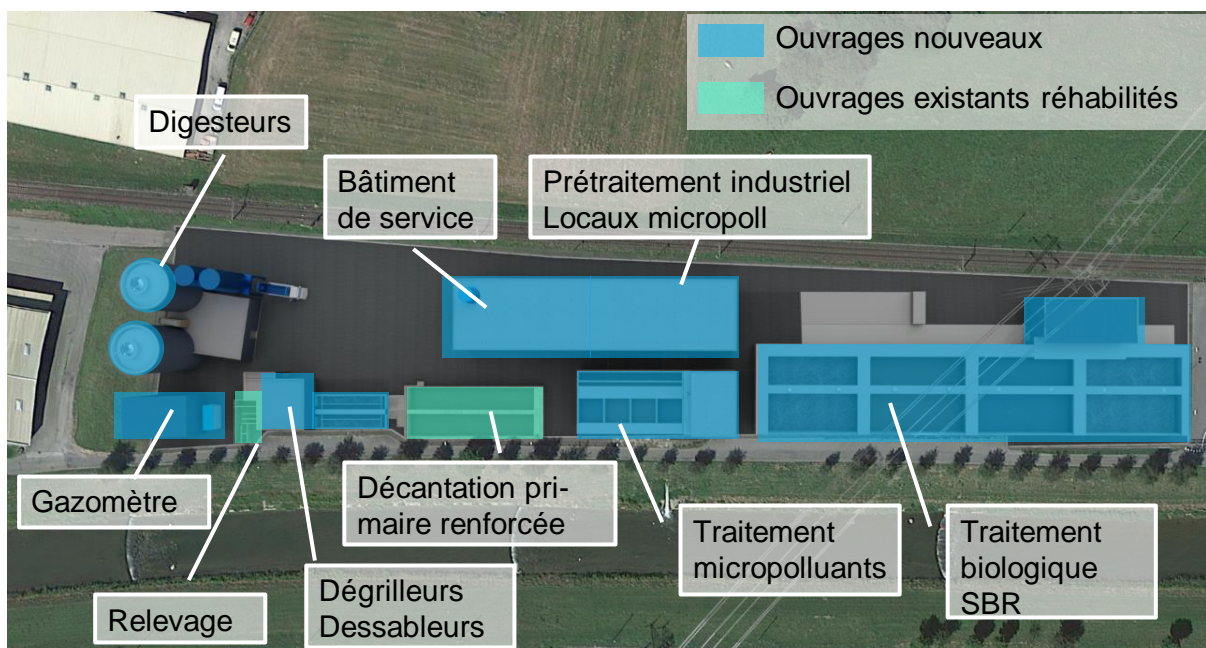 Ouvrages nouveaux
Ouvrages existants réhabilités
Digesteurs
Bâtiment
de service
Prétraitement industriel
Locaux micropoll
Gazomètre
Décantation pri-
maire renforcée
Traitement
micropolluants
Traitement
biologique
SBR
Relevage
Dégrilleurs
Dessableurs